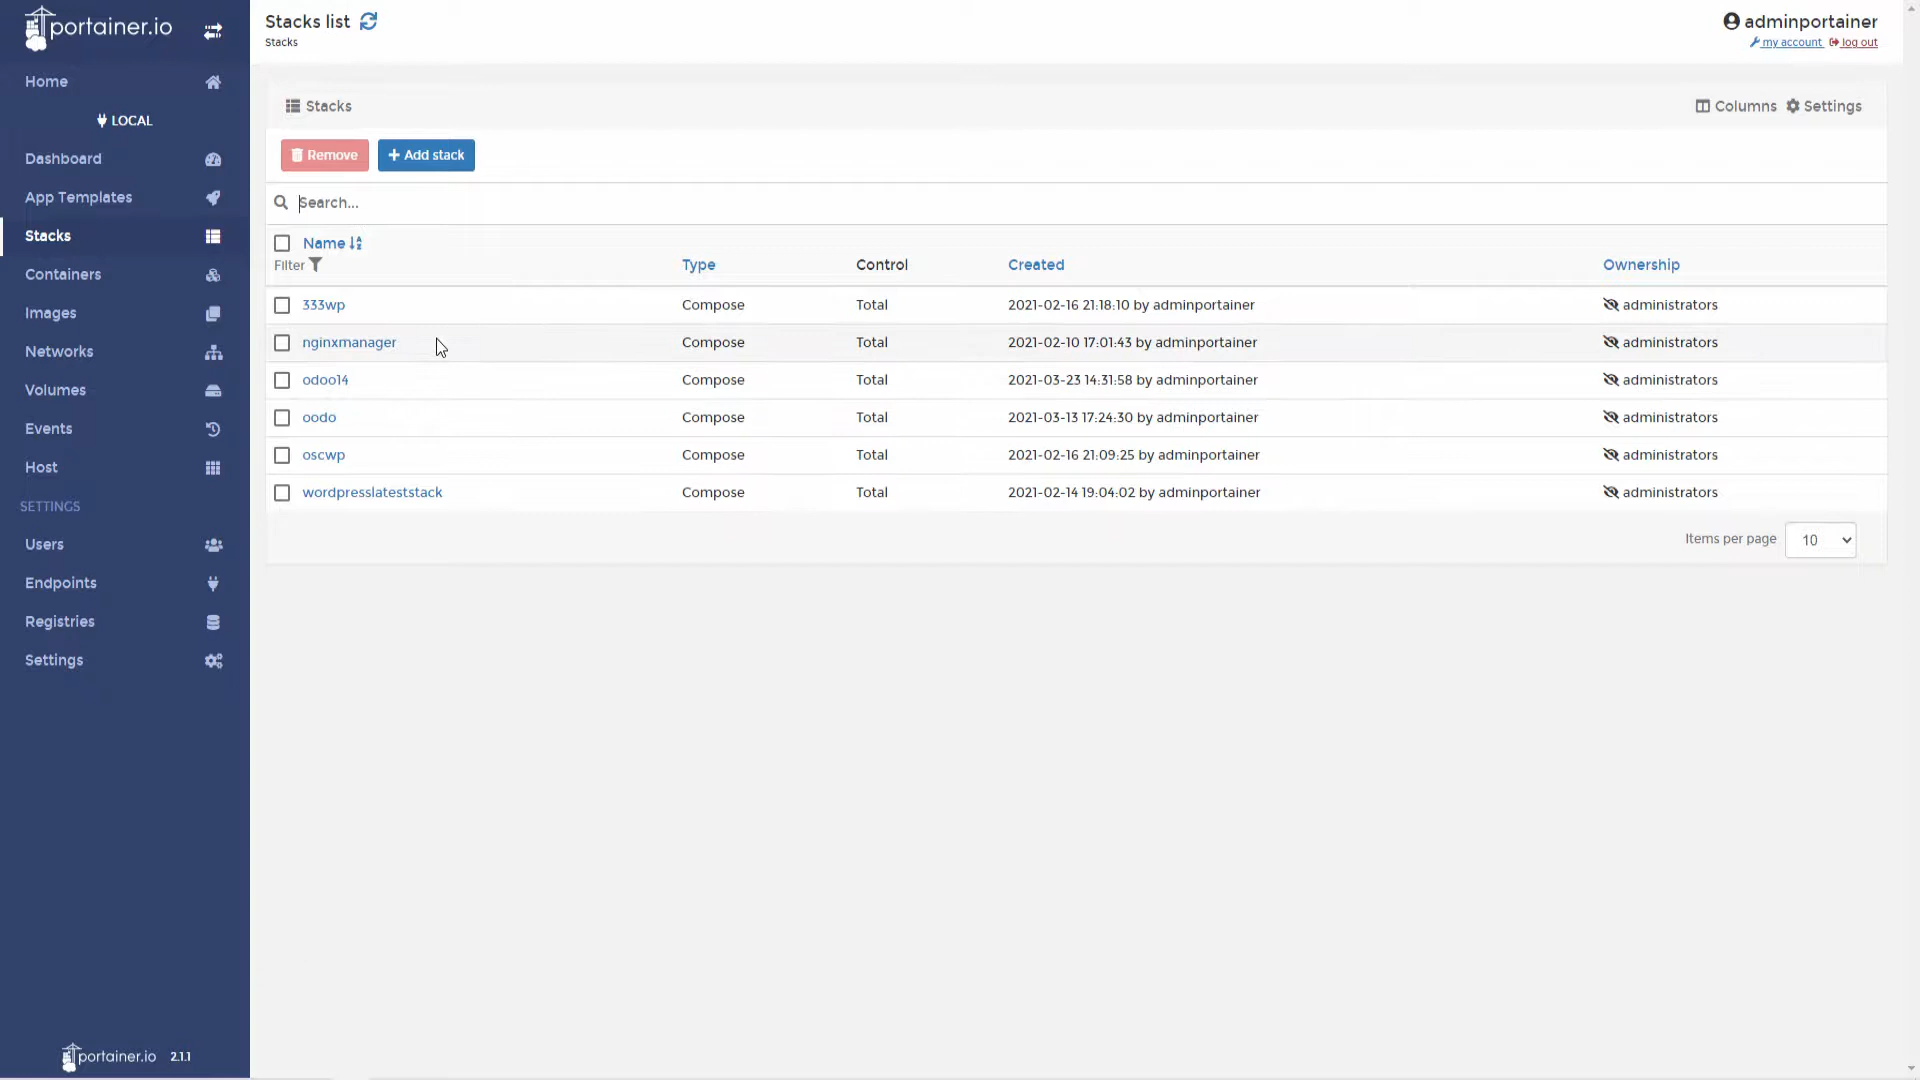 portainer.io
Home
LOCAL
Dashboard
App Templates
Stacks
Containers
Images
Networks
Volumes
Events
Host
SETTINGS
Users
Endpoints
Registries
Settings
portainer.io 2.1.1
Stacks list
Stacks
adminportainer
my account log out
Stacks
Columns Settings
Remove + Add stack
Search...
Name
Filter Type Control Created Ownership
333wp Compose Total 2021-02-16 21:18:10 by adminportainer administrators
nginxmanager Compose Total 2021-02-10 17:01:43 by adminportainer administrators
odoo14 Compose Total 2021-03-23 14:31:58 by adminportainer administrators
oodo Compose Total 2021-03-13 17:24:30 by adminportainer administrators
oscwp Compose Total 2021-02-16 21:09:25 by adminportainer administrators
wordpresslateststack Compose Total 2021-02-14 19:04:02 by adminportainer administrators
Items per page 10